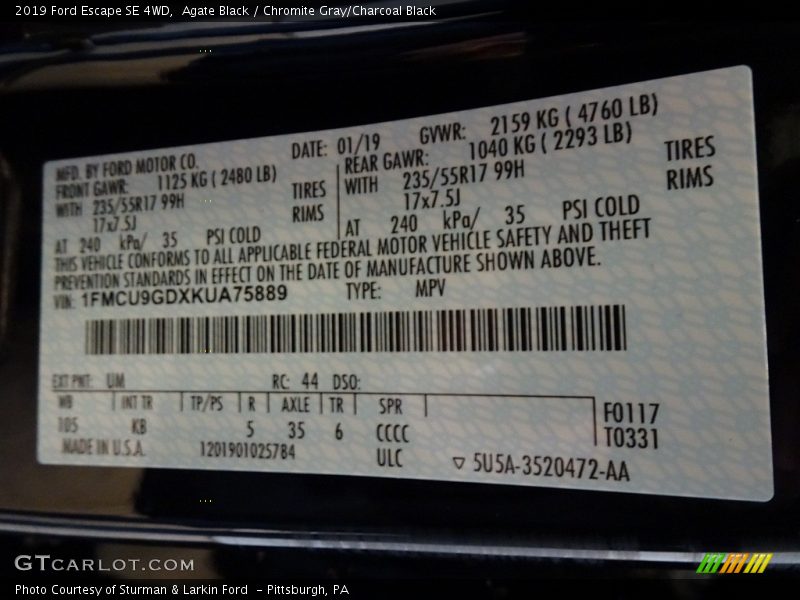 2019 Ford Escape SE 4WD, Agate Black / Chromite Gray/Charcoal Black
MFD. BY FORD MOTOR CO.
DATE: 01/19
GVWR: 2159 KG ( 4760 LB)
FRONT GAWR: 1125 KG ( 2480 LB)
REAR GAWR: 1040 KG ( 2293 LB)
WITH 235/55R17 99H TIRES
WITH 235/55R17 99H TIRES
17x7.5J RIMS
17x7.5J RIMS
AT 240 kPa/ 35 PSI COLD
AT 240 kPa/ 35 PSI COLD
THIS VEHICLE CONFORMS TO ALL APPLICABLE FEDERAL MOTOR VEHICLE SAFETY AND THEFT
PREVENTION STANDARDS IN EFFECT ON THE DATE OF MANUFACTURE SHOWN ABOVE.
VIN: 1FMCU9GDXKUA75889 TYPE: MPV
EXT PNT: UM RC: 44 DSO:
WB INT TR TP/PS R AXLE TR SPR
105 KB 5 35 6 CCCC
F0117
T0331
MADE IN U.S.A. 1201901025784 ULC
▽ 5U5A-3520472-AA
GTCARLOT.COM
Photo Courtesy of Sturman & Larkin Ford - Pittsburgh, PA